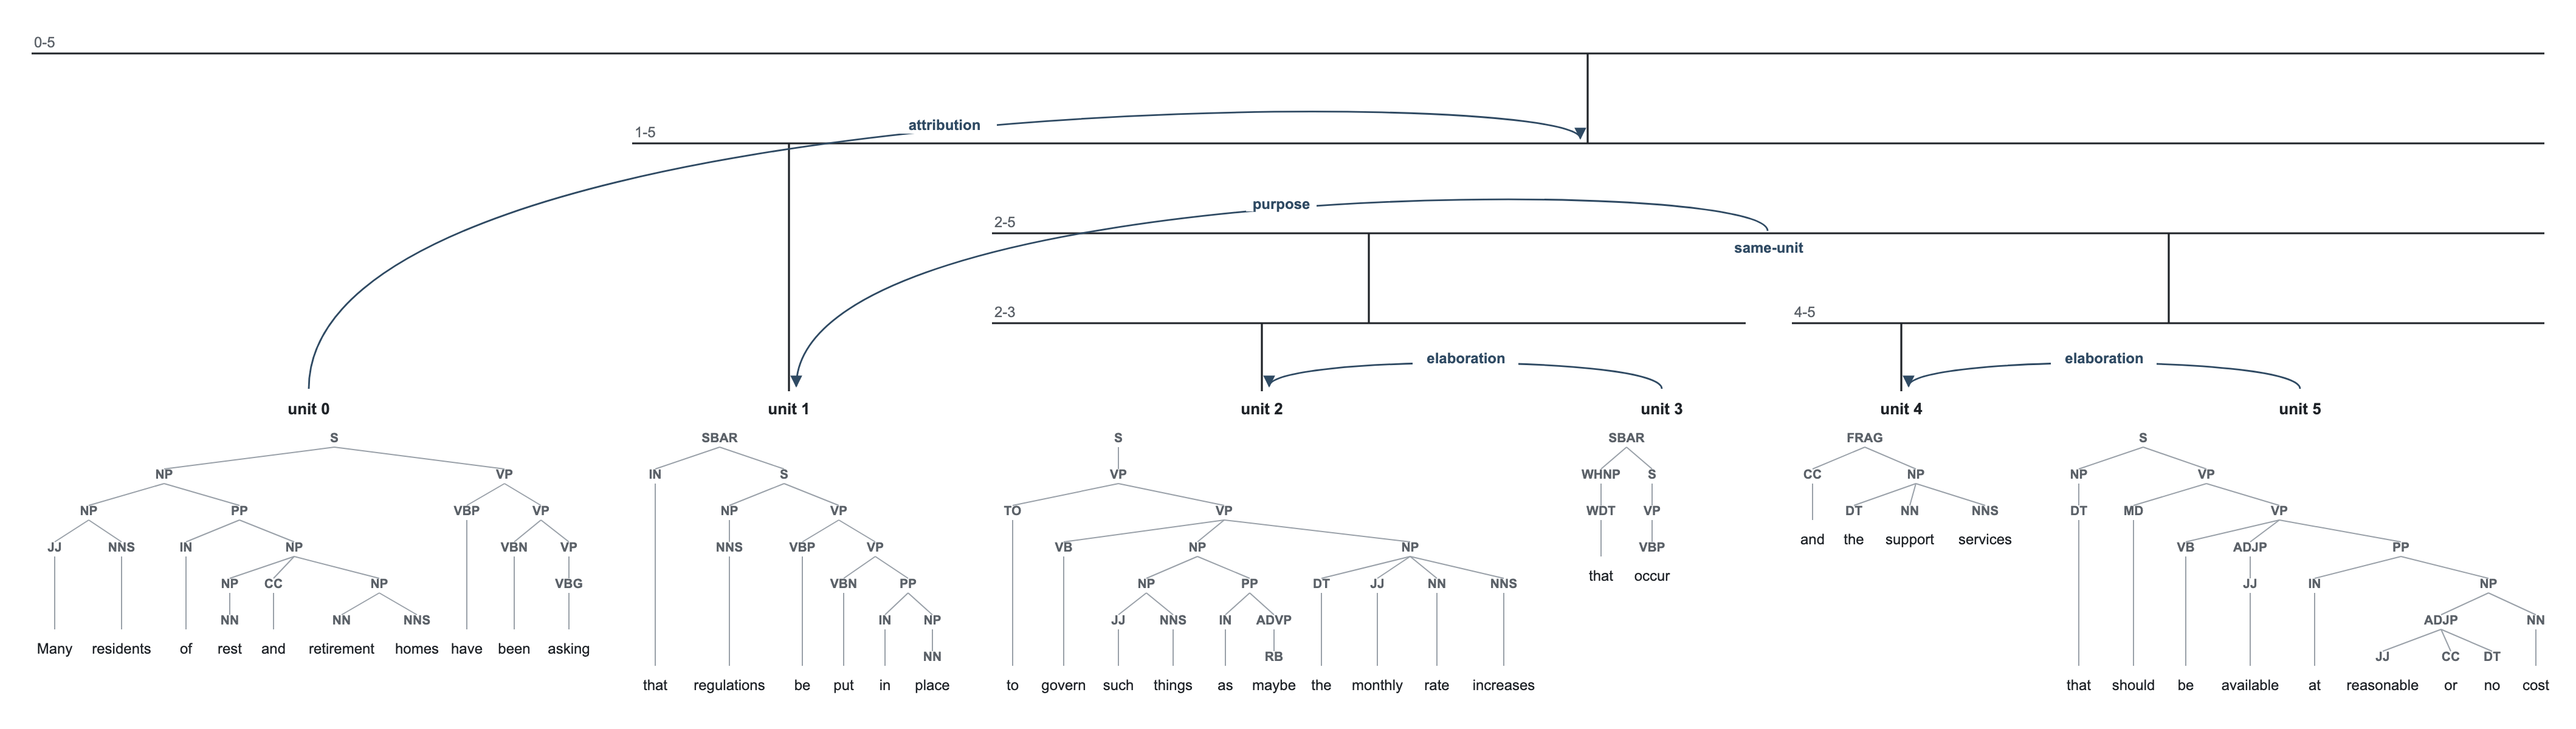 0-5
attribution
1-5
purpose
2-5
same-unit
2-3
4-5
elaboration elaboration
unit 0 unit 1 unit 2 unit 3 unit 4 unit 5
S SBAR S SBAR FRAG S
NP VP IN S VP WHNP S CC NP NP VP
NP PP VBP VP NP VP TO VP WDT VP DT NN NNS DT MD VP
and the support services
JJ NNS IN NP VBN VP NNS VBP VP VB NP NP VBP VB ADJP PP
that occur
NP CC NP VBG VBN PP NP PP DT JJ NN NNS JJ IN NP
NN NN NNS IN NP JJ NNS IN ADVP ADJP NN
Many residents of rest and retirement homes have been asking
NN RB JJ CC DT
that regulations be put in place to govern such things as maybe the monthly rate increases that should be available at reasonable or no cost